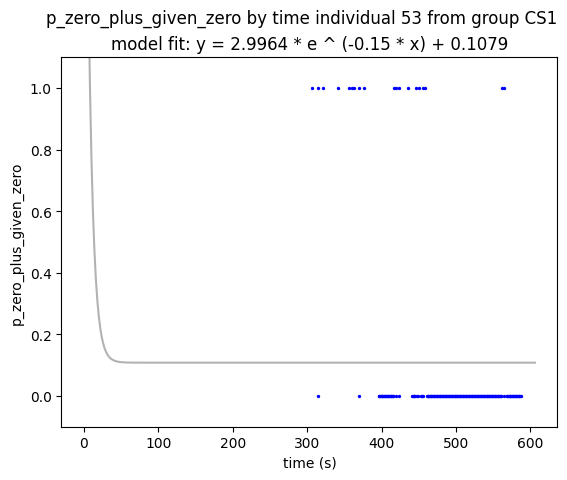 p_zero_plus_given_zero by time individual 53 from group CS1
model fit: y = 2.9964 * e ^ (-0.15 * x) + 0.1079
1.0
0.8
0.6
0.4
0.2
0.0
p_zero_plus_given_zero
0 100 200 300 400 500 600
time (s)